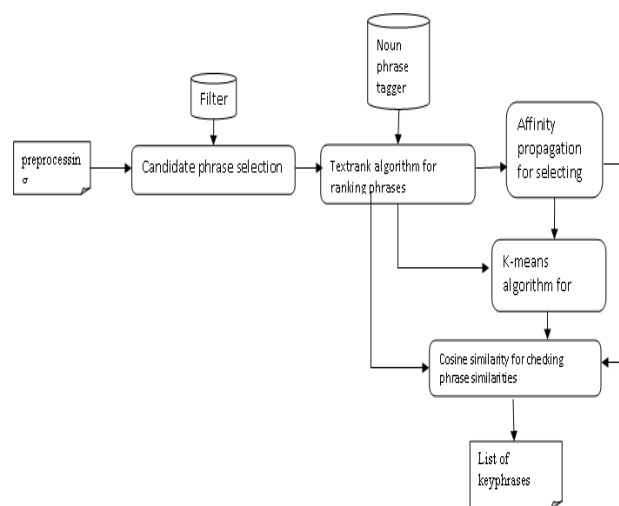 Noun
phrase
tagger
Filter
Affinity
propagation
for selecting
preprocessin
Candidate phrase selection
Textrank algorithm for
ranking phrases
K-means
algorithm for
Cosine similarity for checking
phrase similarities
List of
keyphrases